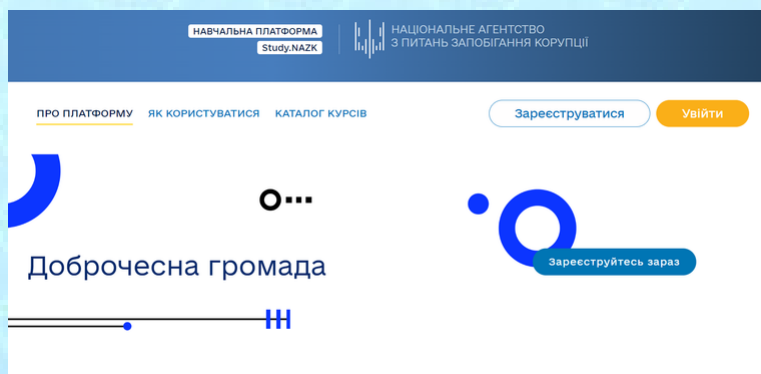 НАВЧАЛЬНА ПЛАТФОРМА
Study.NAZK
НАЦІОНАЛЬНЕ АГЕНТСТВО
З ПИТАНЬ ЗАПОБІГАННЯ КОРУПЦІЇ
ПРО ПЛАТФОРМУ ЯК КОРИСТУВАТИСЯ КАТАЛОГ КУРСІВ Зареєструватися Увійти
Доброчесна громада
Зареєструйтесь зараз